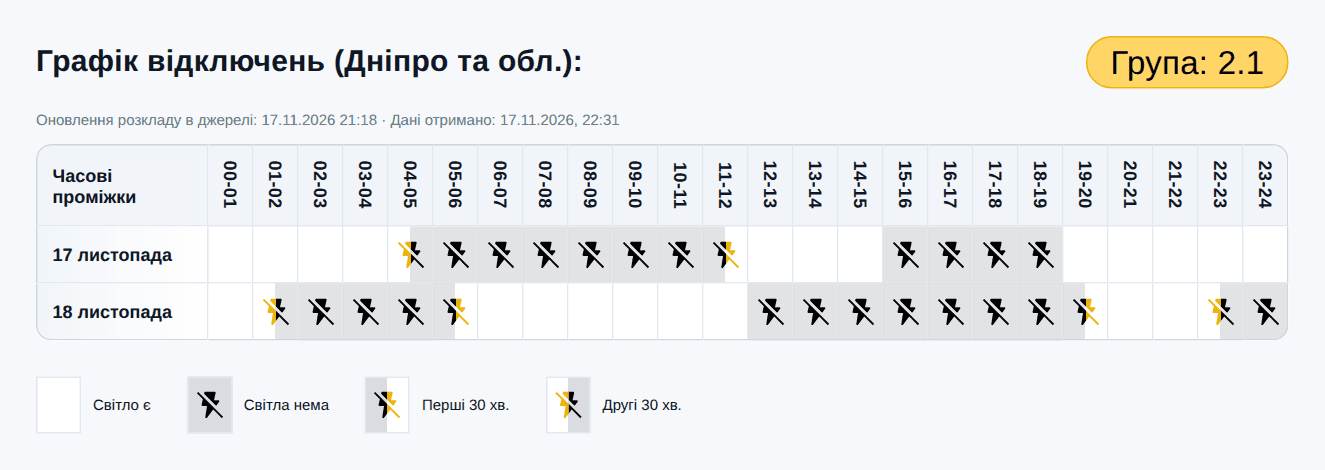 Графік відключень (Дніпро та обл.):
Група: 2.1
Оновлення розкладу в джерелі: 17.11.2026 21:18 · Дані отримано: 17.11.2026, 22:31
Часові
проміжки
00-01
01-02
02-03
03-04
04-05
05-06
06-07
07-08
08-09
09-10
10-11
11-12
12-13
13-14
14-15
15-16
16-17
17-18
18-19
19-20
20-21
21-22
22-23
23-24
17 листопада
18 листопада
Світло є
Світла нема
Перші 30 хв.
Другі 30 хв.